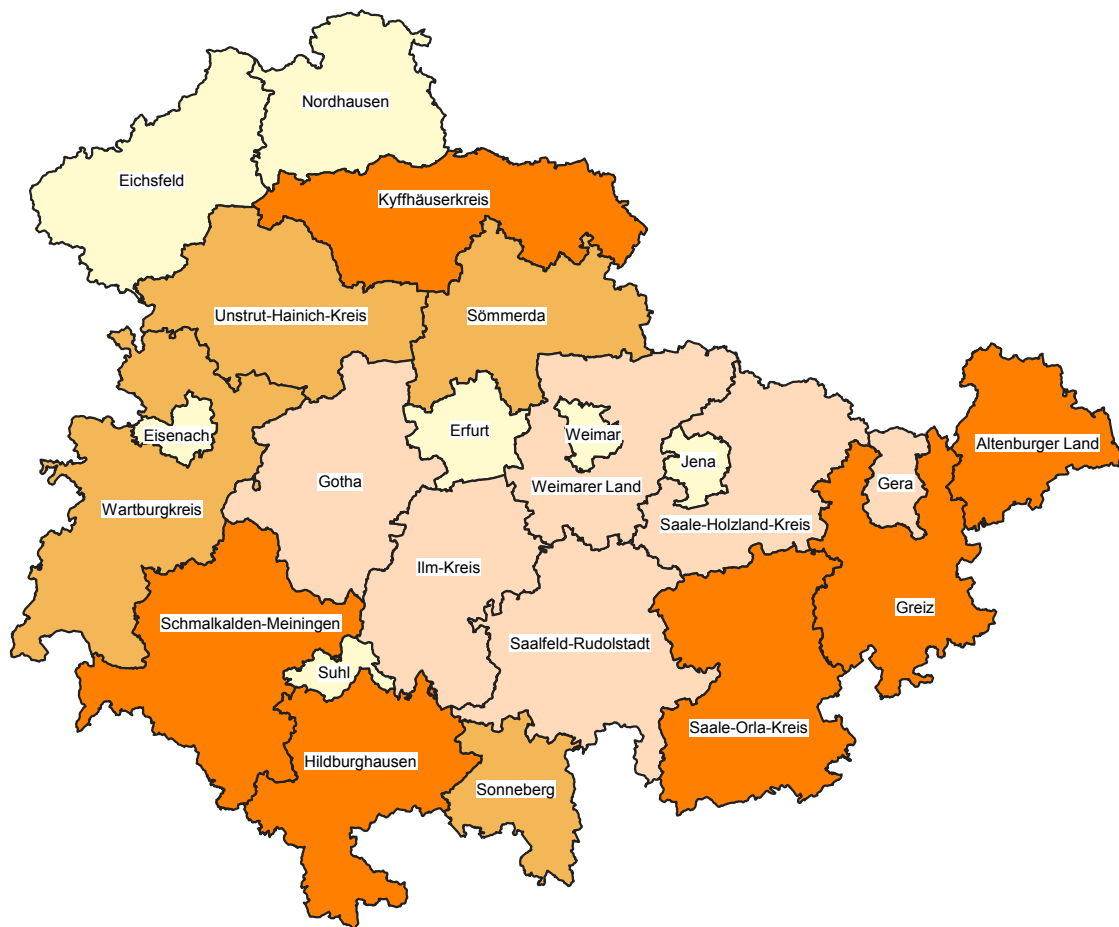 Nordhausen
Eichsfeld
Kyffhäuserkreis
Unstrut-Hainich-Kreis
Sömmerda
Eisenach
Erfurt
Weimar
Altenburger Land
Jena
Gotha
Weimarer Land
Gera
Wartburgkreis
Saale-Holzland-Kreis
Ilm-Kreis
Greiz
Schmalkalden-Meiningen
Saalfeld-Rudolstadt
Suhl
Saale-Orla-Kreis
Hildburghausen
Sonneberg